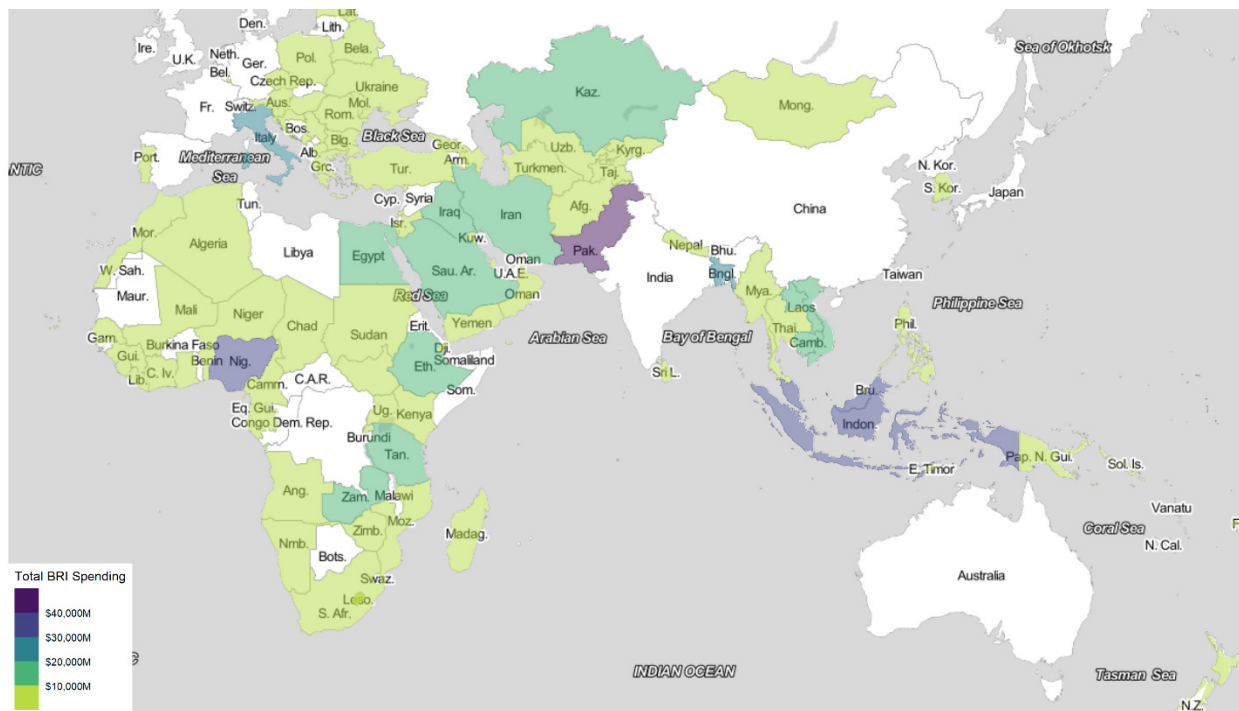 Den.
Lith.
Lat.
Ire.
U.K.
Neth.
Ger.
Pol.
Bela.
Bel.
Czech Rep.
Ukraine
Fr.
Switz.
Aus.
Mol.
Rom.
Italy
Bos.
Blg.
Black Sea
Alb.
Grc.
Port.
Mediterranean
Sea
Geor.
Arm.
Tur.
NTIC
Kaz.
Uzb.
Kyrg.
Turkmen.
Taj.
Mong.
Sea of Okhotsk
N. Kor.
S. Kor.
Japan
China
Tun.
Cyp.
Syria
Mor.
Algeria
Libya
Isr.
Iraq
Iran
Afg.
Kuw.
Pak.
Nepal
Bhu.
W. Sah.
Egypt
Sau. Ar.
Oman
U.A.E.
India
Bngl.
Taiwan
Maur.
Mali
Niger
Chad
Sudan
Red Sea
Oman
Mya.
Laos
Philippine Sea
Erit.
Yemen
Arabian Sea
Bay of Bengal
Thai.
Camb.
Phil.
Gam.
Burkina Faso
Gui.
Benin
Nig.
Dji.
Somaliland
Lib.
C. Iv.
C.A.R.
Eth.
Som.
Sri L.
Camrn.
Bru.
Eq. Gui.
Congo
Dem. Rep.
Ug.
Kenya
Burundi
Indon.
Tan.
Pap. N. Gui.
Sol. Is.
E. Timor
Ang.
Zam.
Malawi
Vanatu
Moz.
Zimb.
Madag.
Coral Sea
F
Nmb.
Bots.
N. Cal.
Swaz.
Australia
Leso.
S. Afr.
INDIAN OCEAN
Tasman Sea
N.Z.
Total BRI Spending
$40,000M
$30,000M
$20,000M
$10,000M